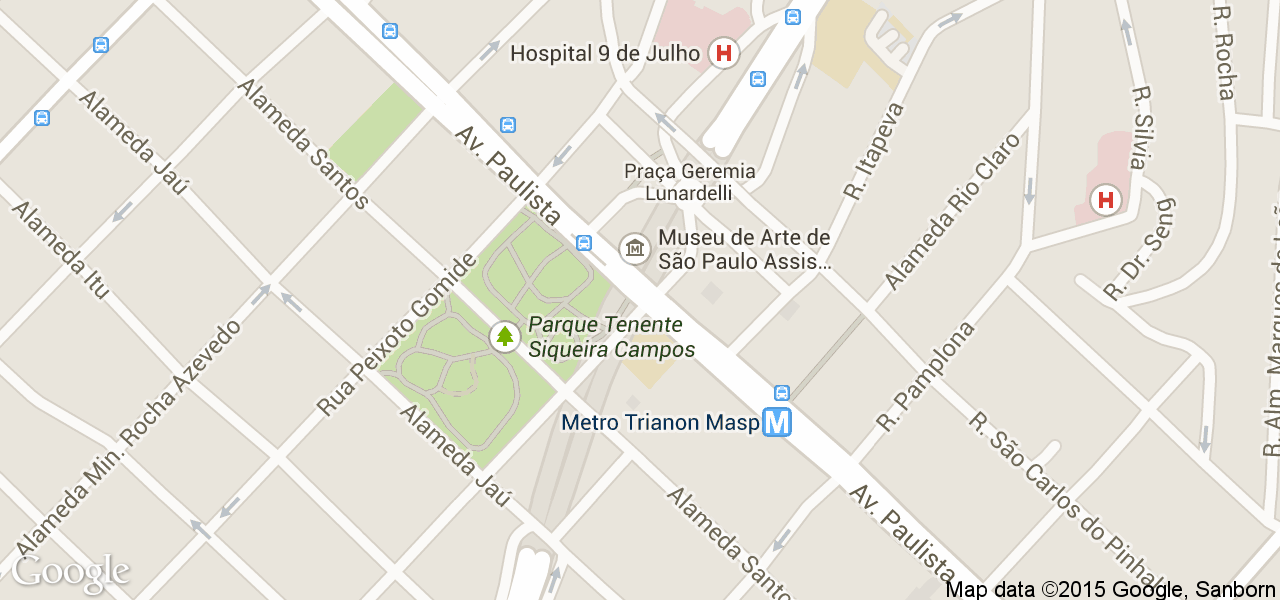 R. Rocha
Hospital 9 de Julho
H
Alameda Jaú
Alameda Santos
Av. Paulista
R. Itapeva
R. Silvia
Praça Geremia
Lunardelli
Alameda Rio Claro
H
Alameda Itu
R. Dr. Seng
Museu de Arte de
São Paulo Assis...
Rua Peixoto Gomide
Parque Tenente
Siqueira Campos
Alameda Min. Rocha Azevedo
R. Pamplona
R. Alm. Marques de
Metro Trianon Masp
M
Alameda Jaú
R. São Carlos do Pinhal
Av. Paulista
Alameda Santos
Google
Map data ©2015 Google, Sanborn